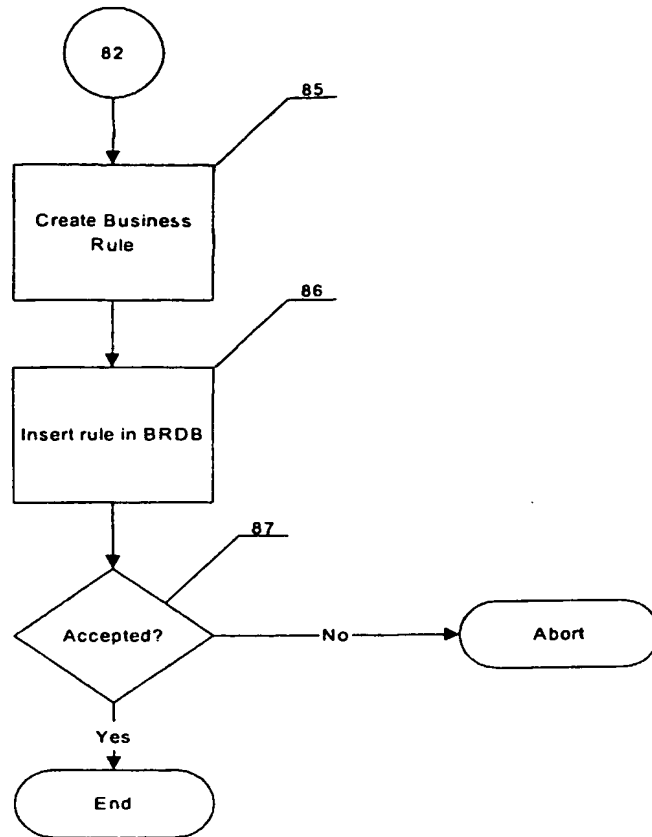 82
85
Create Business
Rule
86
Insert rule in BRDB
87
Accepted?
No
Abort
Yes
End